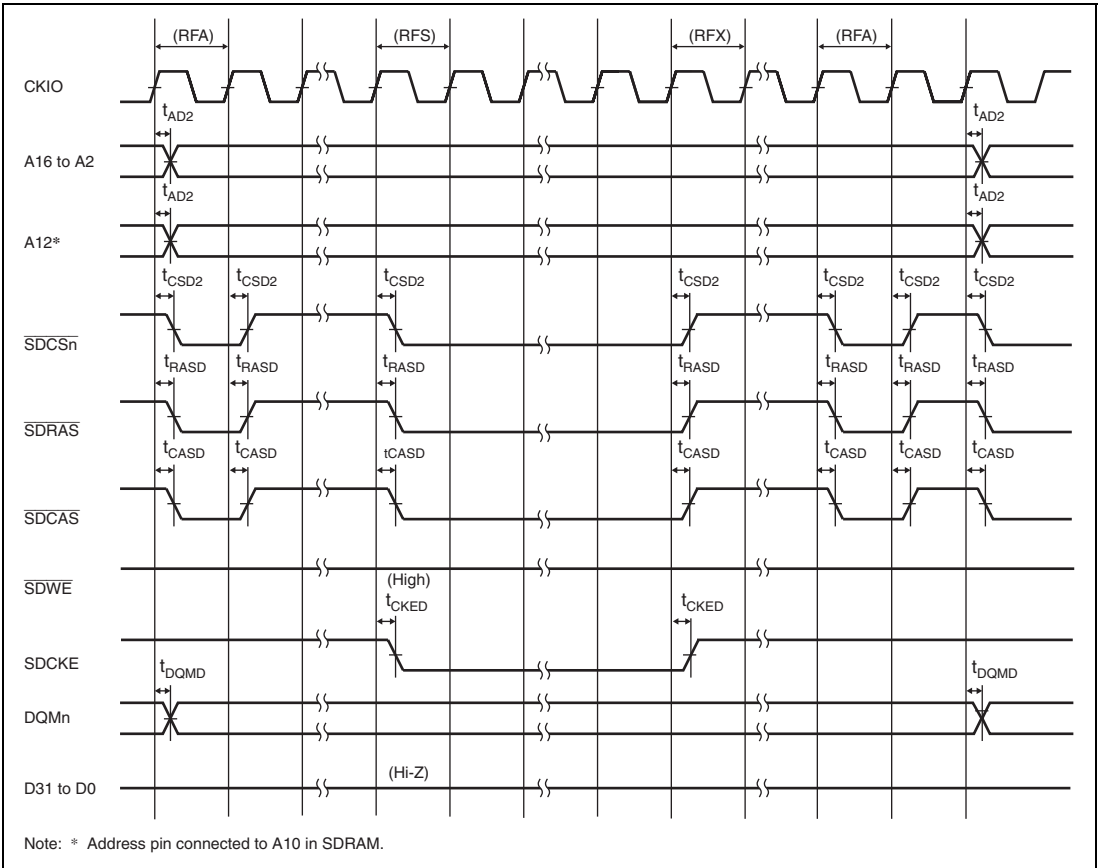 (RFA) (RFS) (RFX) (RFA)
CKIO
tAD2 tAD2
A16 to A2
tAD2 tAD2
A12*
tCSD2 tCSD2 tCSD2 tCSD2 tCSD2 tCSD2 tCSD2
SDCSn
tRASD tRASD tRASD tRASD tRASD tRASD tRASD
SDRAS
tCASD tCASD tCASD tCASD tCASD tCASD tCASD
SDCAS
(High)
SDWE
tCKED tCKED
SDCKE
tDQMD tDQMD
DQMn
(Hi-Z)
D31 to D0
Note: * Address pin connected to A10 in SDRAM.